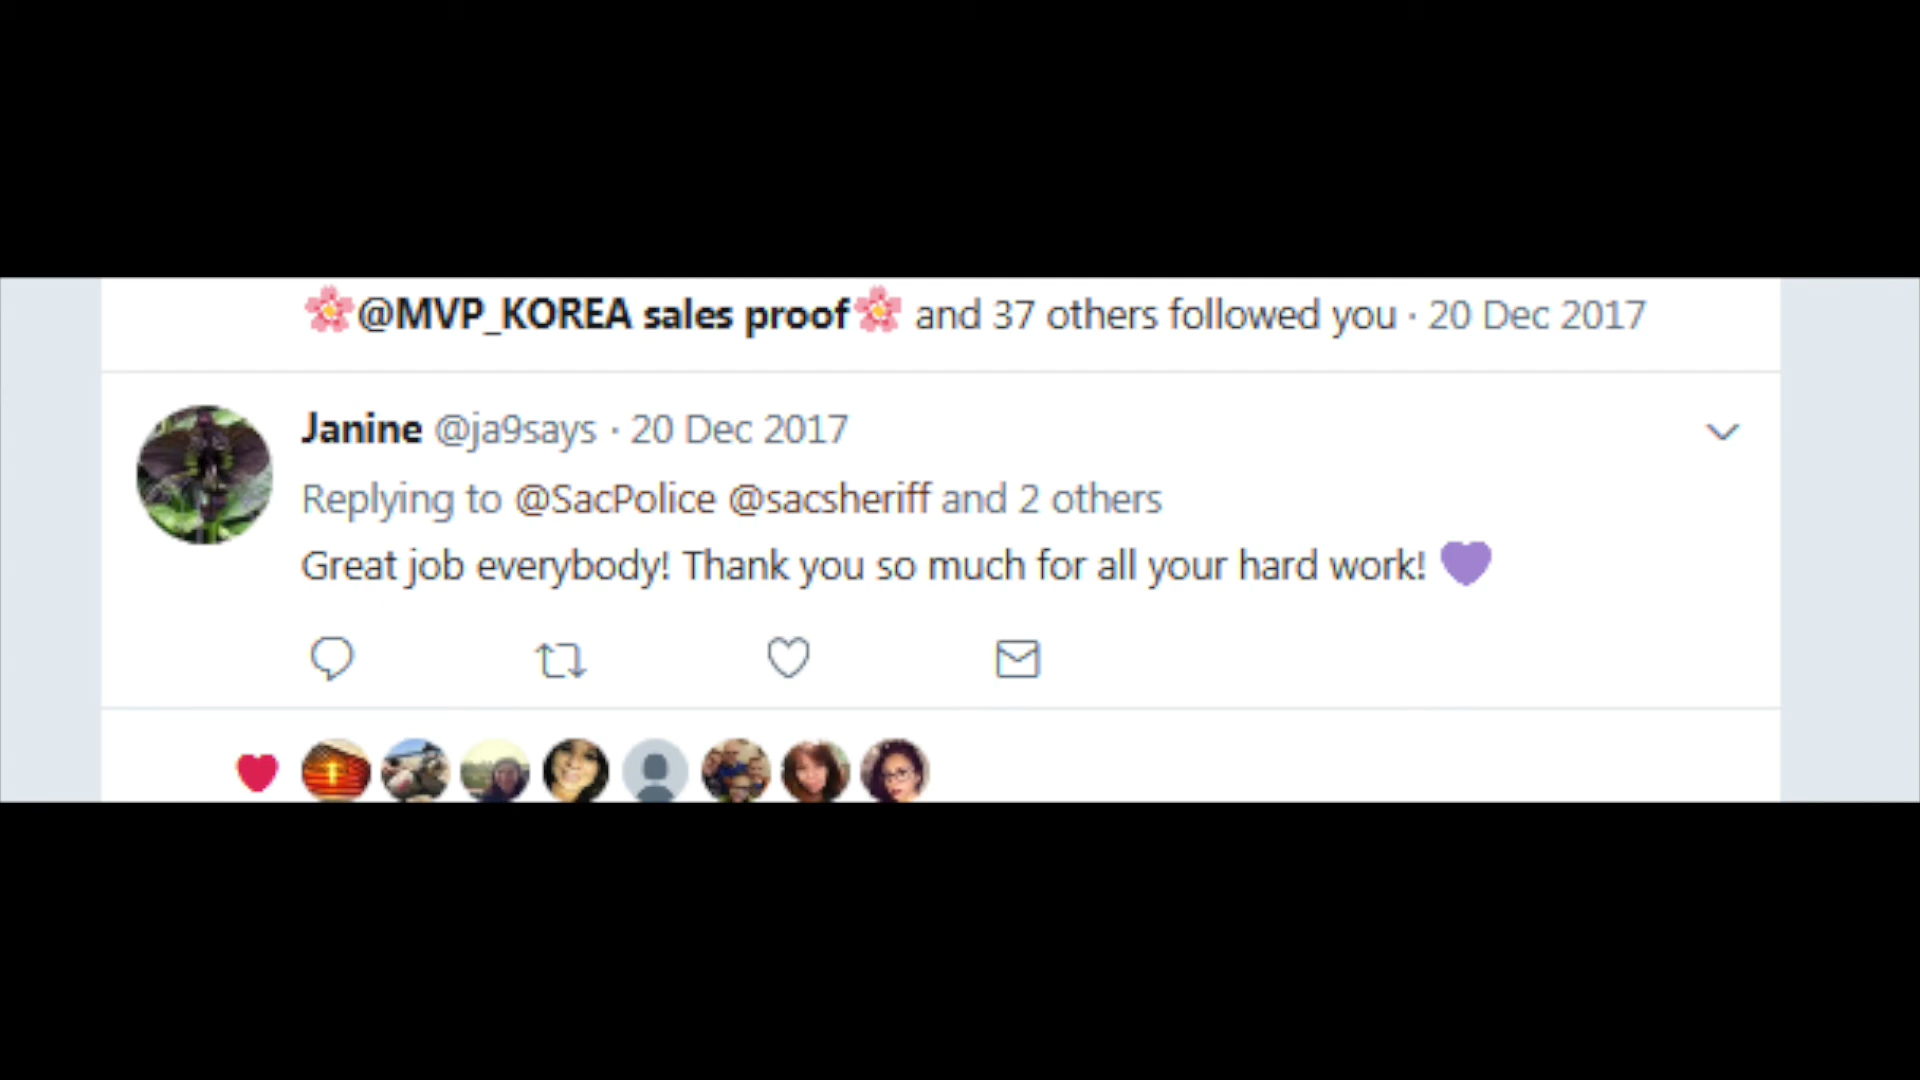 🌸@MVP_KOREA sales proof🌸 and 37 others followed you · 20 Dec 2017
Janine @ja9says · 20 Dec 2017
Replying to @SacPolice @sacsheriff and 2 others
Great job everybody! Thank you so much for all your hard work! 💜